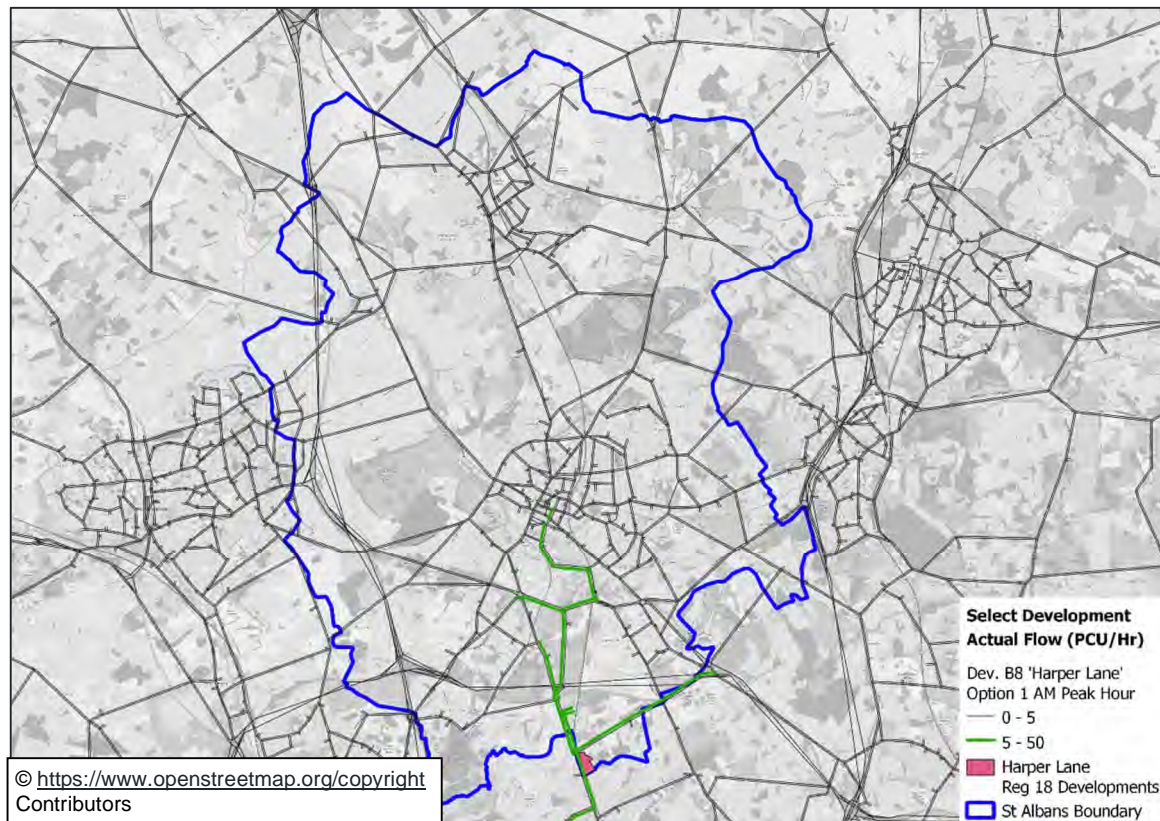 Select Development
Actual Flow (PCU/Hr)
Dev. B8 'Harper Lane'
Option 1 AM Peak Hour
0 - 5
5 - 50
Harper Lane
Reg 18 Developments
St Albans Boundary
© https://www.openstreetmap.org/copyright
Contributors